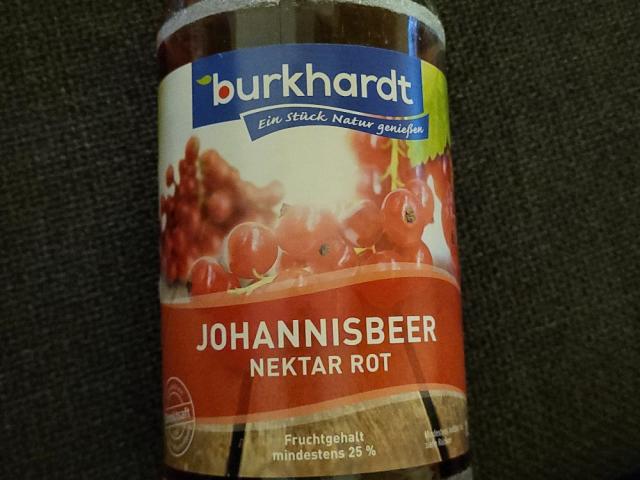 burkhardt
Ein Stück Natur genießen
JOHANNISBEER
NEKTAR ROT
Fruchtgehalt
mindestens 25 %